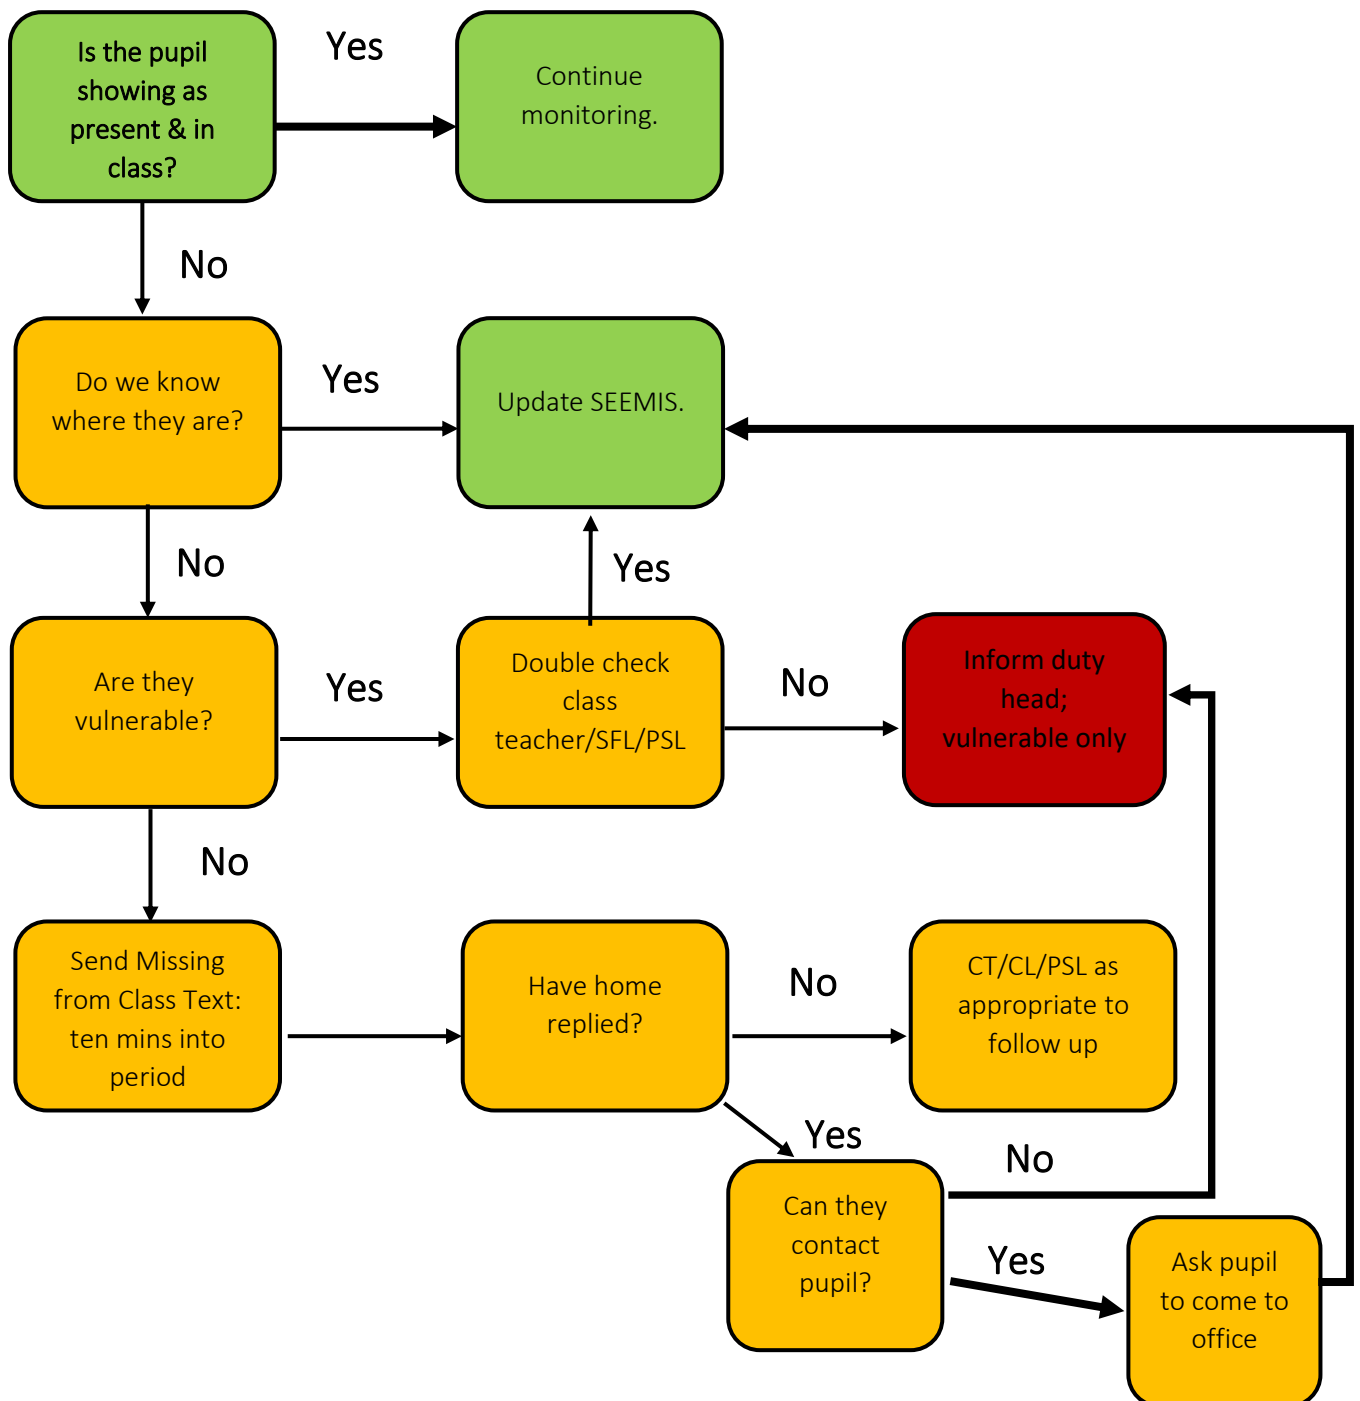 Is the pupil
showing as
present & in
class?
Yes
Continue
monitoring.
No
Do we know
where they are?
Yes
Update SEEMIS.
No
Yes
Are they
vulnerable?
Yes
Double check
class
teacher/SFL/PSL
No
Inform duty
head;
vulnerable only
No
Send Missing
from Class Text:
ten mins into
period
Have home
replied?
No
CT/CL/PSL as
appropriate to
follow up
Yes
No
Can they
contact
pupil?
Yes
Ask pupil
to come to
office